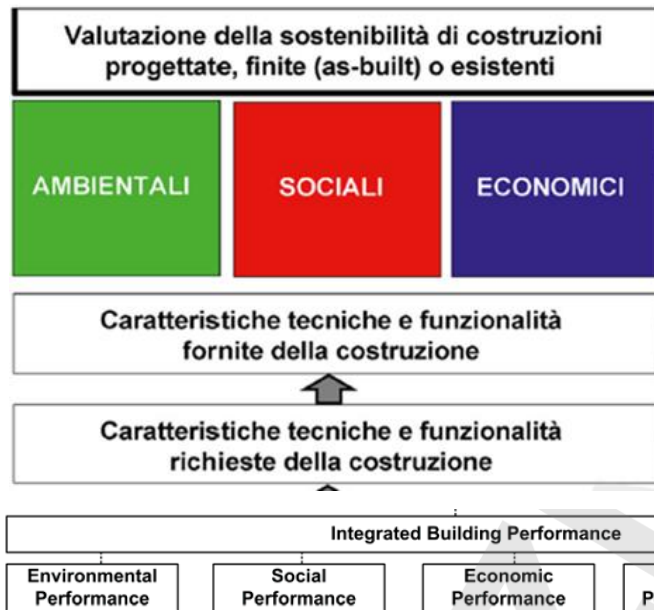 Valutazione della sostenibilità di costruzioni
progettate, finite (as-built) o esistenti
AMBIENTALI
SOCIALI
ECONOMICI
Caratteristiche tecniche e funzionalità
fornite della costruzione
Caratteristiche tecniche e funzionalità
richieste della costruzione
Integrated Building Performance
Environmental
Performance
Social
Performance
Economic
Performance
P